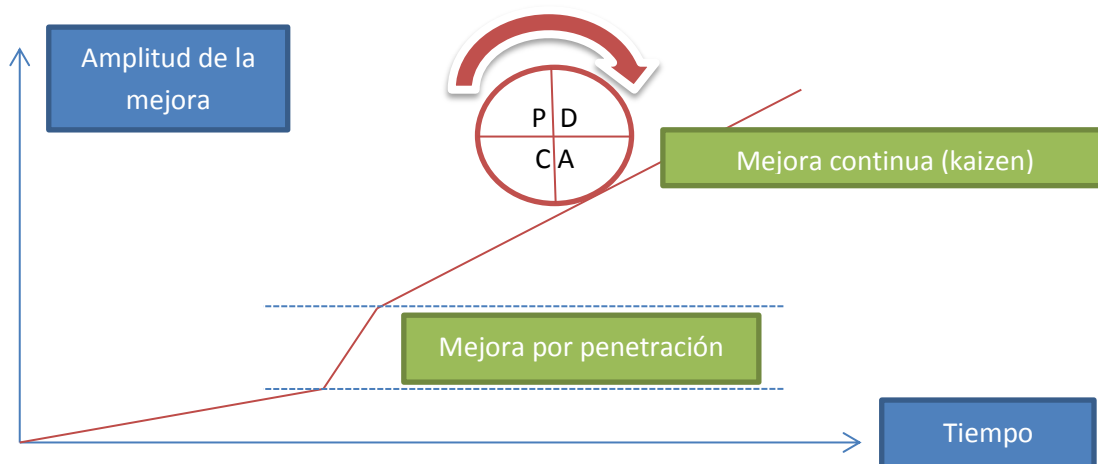 Amplitud de la
mejora
P D
C A
Mejora continua (kaizen)
Mejora por penetración
Tiempo